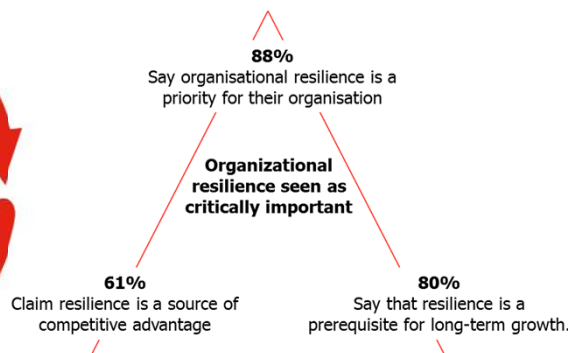 88%
Say organisational resilience is a
priority for their organisation
Organizational
resilience seen as
critically important
61%
Claim resilience is a source of
competitive advantage
80%
Say that resilience is a
prerequisite for long-term growth.